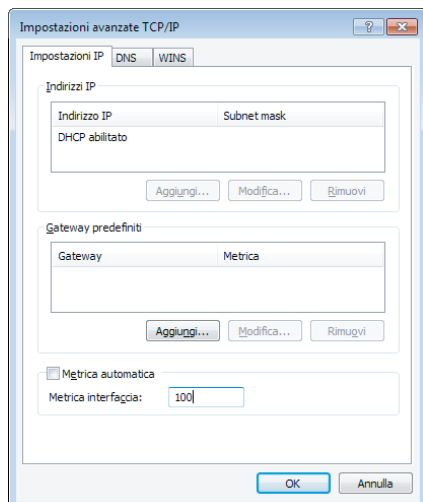 Impostazioni avanzate TCP/IP
Impostazioni IP DNS WINS
Indirizzi IP
Indirizzo IP Subnet mask
DHCP abilitato
Aggiungi... Modifica... Rimuovi
Gateway predefiniti
Gateway Metrica
Aggiungi... Modifica... Rimuovi
Metrica automatica
Metrica interfaccia: 100
OK Annulla